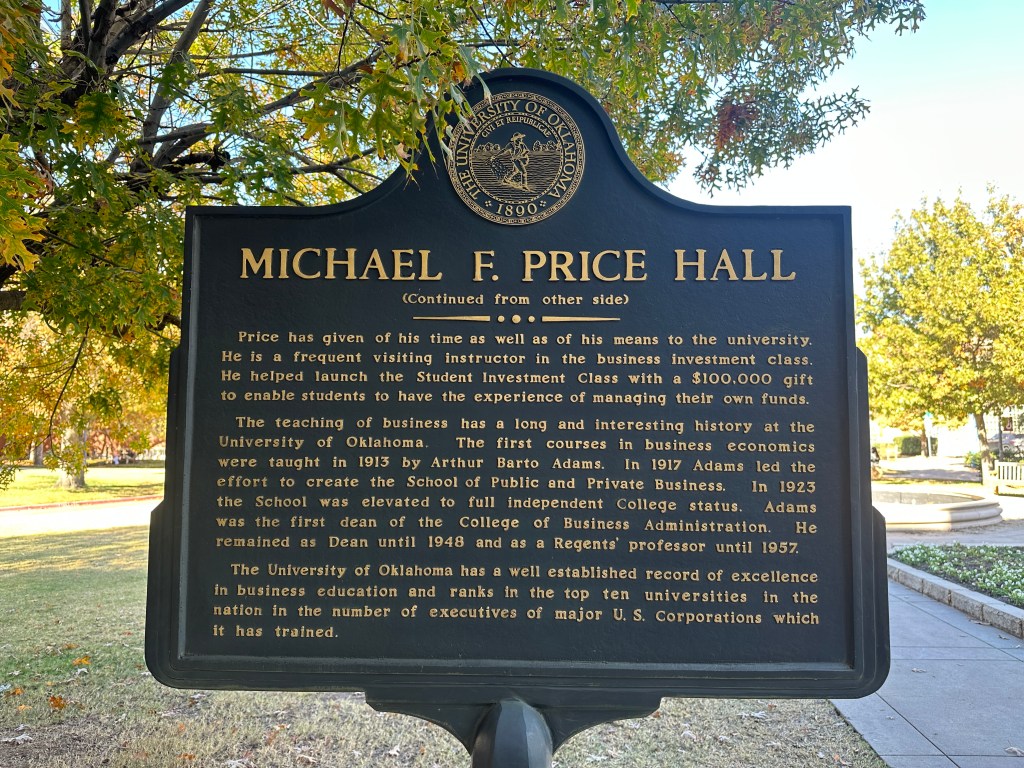 THE UNIVERSITY OF OKLAHOMA
CIVI ET REIPUBLICAE
1890
MICHAEL F. PRICE HALL
(Continued from other side)
Price has given of his time as well as of his means to the university.
He is a frequent visiting instructor in the business investment class.
He helped launch the Student Investment Class with a $100,000 gift
to enable students to have the experience of managing their own funds.
The teaching of business has a long and interesting history at the
University of Oklahoma. The first courses in business economics
were taught in 1913 by Arthur Barto Adams. In 1917 Adams led the
effort to create the School of Public and Private Business. In 1923
the School was elevated to full independent College status. Adams
was the first dean of the College of Business Administration. He
remained as Dean until 1948 and as a Regents' professor until 1957.
The University of Oklahoma has a well established record of excellence
in business education and ranks in the top ten universities in the
nation in the number of executives of major U. S. Corporations which
it has trained.